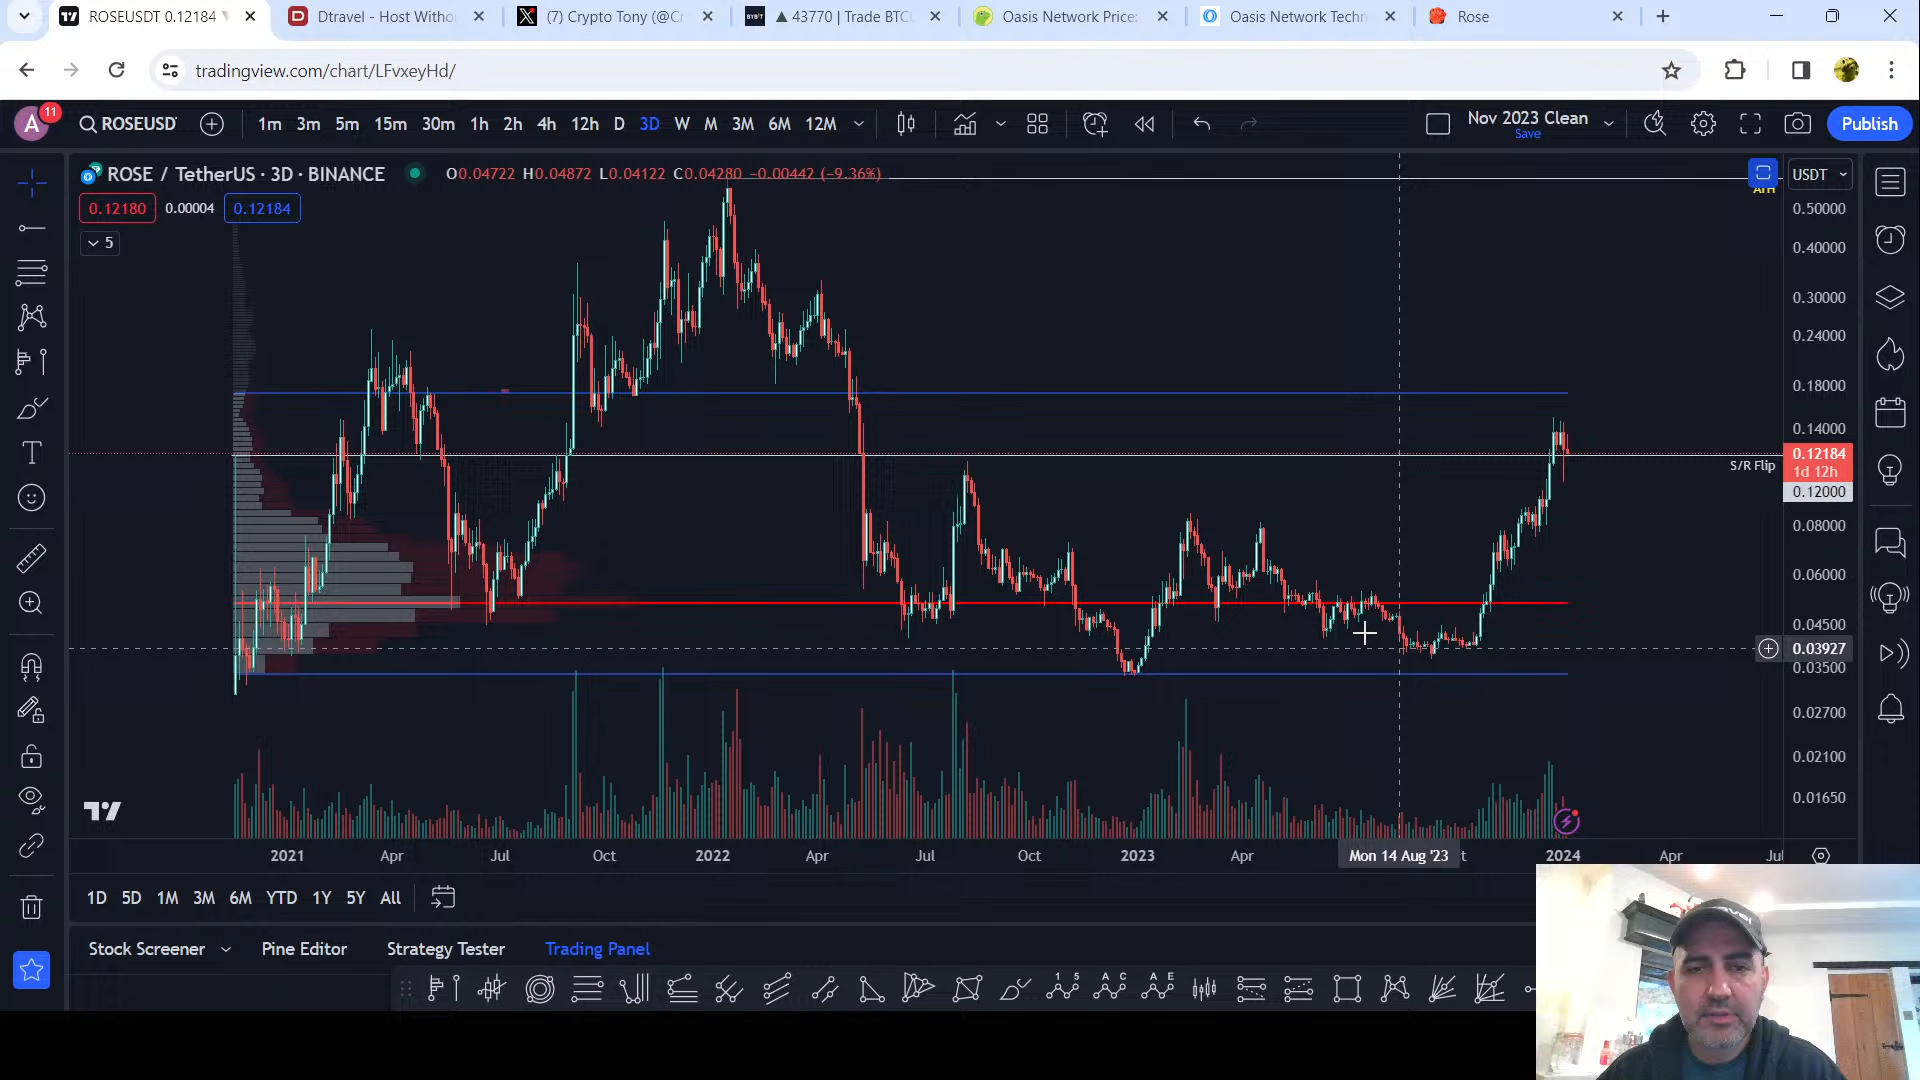 ROSEUSDT 0.12184
Dtravel - Host Witho
(7) Crypto Tony (@Cr
BYBIT
▲ 43770 | Trade BTC
Oasis Network Price:
Oasis Network Techn
Rose
tradingview.com/chart/LFvxeyHd/
A
11
ROSEUSD
1m 3m 5m 15m 30m 1h 2h 4h 12h D 3D W M 3M 6M 12M
Nov 2023 Clean
Save
Publish
ROSE / TetherUS · 3D · BINANCE
O0.04722 H0.04872 L0.04122 C0.04280 −0.00442 (−9.36%)
0.12180 0.00004 0.12184
5
ATH
USDT
0.50000
0.40000
0.30000
0.24000
0.18000
0.14000
S/R Flip
0.12184
1d 12h
0.12000
0.08000
0.06000
0.04500
0.03927
0.03500
0.02700
0.02100
0.01650
2021 Apr Jul Oct 2022 Apr Jul Oct 2023 Apr Mon 14 Aug '23 2024 Apr Jul
1D 5D 1M 3M 6M YTD 1Y 5Y All
Stock Screener Pine Editor Strategy Tester Trading Panel
1 5
A C
A E